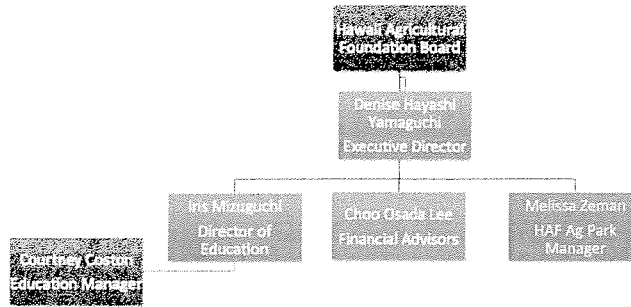 Hawaii Agricultural
Foundation Board
Denise Hayashi
Yamaguchi
Executive Director
Iris Mizuguchi
Director of
Education
Choo Osada Lee
Financial Advisors
Melissa Zeman
HAF Ag Park
Manager
Courtney Coston
Education Manager